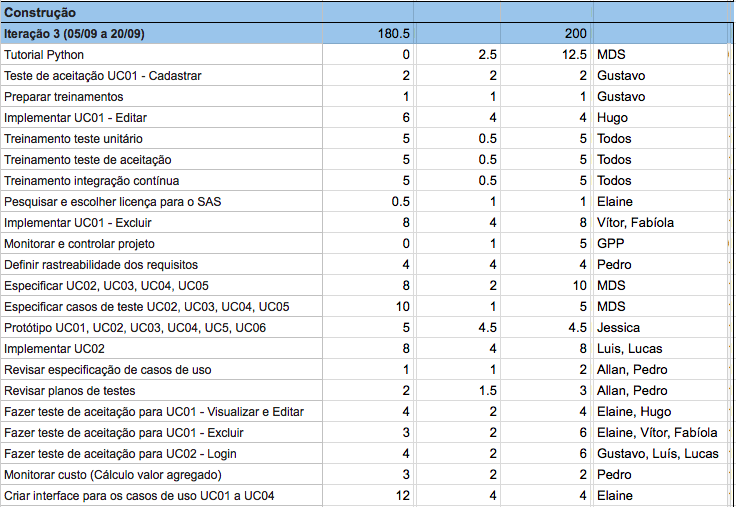 Construção
Iteração 3 (05/09 a 20/09) 180.5 200
Tutorial Python 0 2.5 12.5 MDS
Teste de aceitação UC01 - Cadastrar 2 2 2 Gustavo
Preparar treinamentos 1 1 1 Gustavo
Implementar UC01 - Editar 6 4 4 Hugo
Treinamento teste unitário 5 0.5 5 Todos
Treinamento teste de aceitação 5 0.5 5 Todos
Treinamento integração contínua 5 0.5 5 Todos
Pesquisar e escolher licença para o SAS 0.5 1 1 Elaine
Implementar UC01 - Excluir 8 4 8 Vítor, Fabíola
Monitorar e controlar projeto 0 1 5 GPP
Definir rastreabilidade dos requisitos 4 4 4 Pedro
Especificar UC02, UC03, UC04, UC05 8 2 10 MDS
Especificar casos de teste UC02, UC03, UC04, UC05 10 1 5 MDS
Protótipo UC01, UC02, UC03, UC04, UC5, UC06 5 4.5 4.5 Jessica
Implementar UC02 8 4 8 Luis, Lucas
Revisar especificação de casos de uso 1 1 2 Allan, Pedro
Revisar planos de testes 2 1.5 3 Allan, Pedro
Fazer teste de aceitação para UC01 - Visualizar e Editar 4 2 4 Elaine, Hugo
Fazer teste de aceitação para UC01 - Excluir 3 2 6 Elaine, Vítor, Fabíola
Fazer teste de aceitação para UC02 - Login 4 2 6 Gustavo, Luís, Lucas
Monitorar custo (Cálculo valor agregado) 3 2 2 Pedro
Criar interface para os casos de uso UC01 a UC04 12 4 4 Elaine